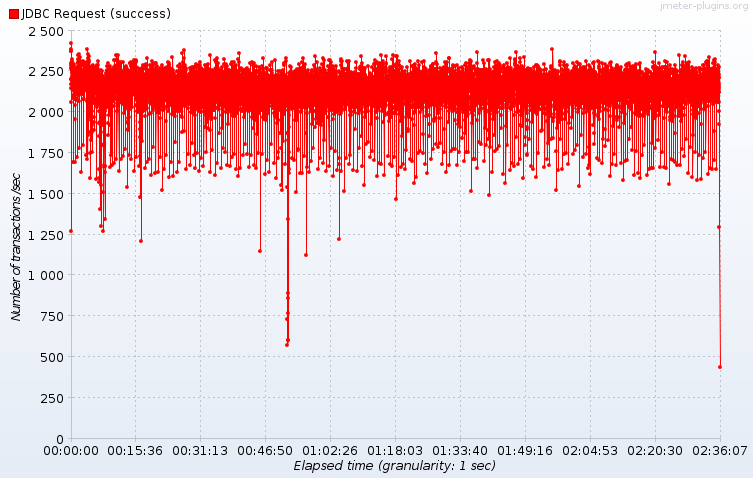 jmeter-plugins.org
JDBC Request (success)
2 500
2 250
2 000
1 750
1 500
1 250
1 000
750
500
250
0
Number of transactions /sec
00:00:00 00:15:36 00:31:13 00:46:50 01:02:26 01:18:03 01:33:40 01:49:16 02:04:53 02:20:30 02:36:07
Elapsed time (granularity: 1 sec)